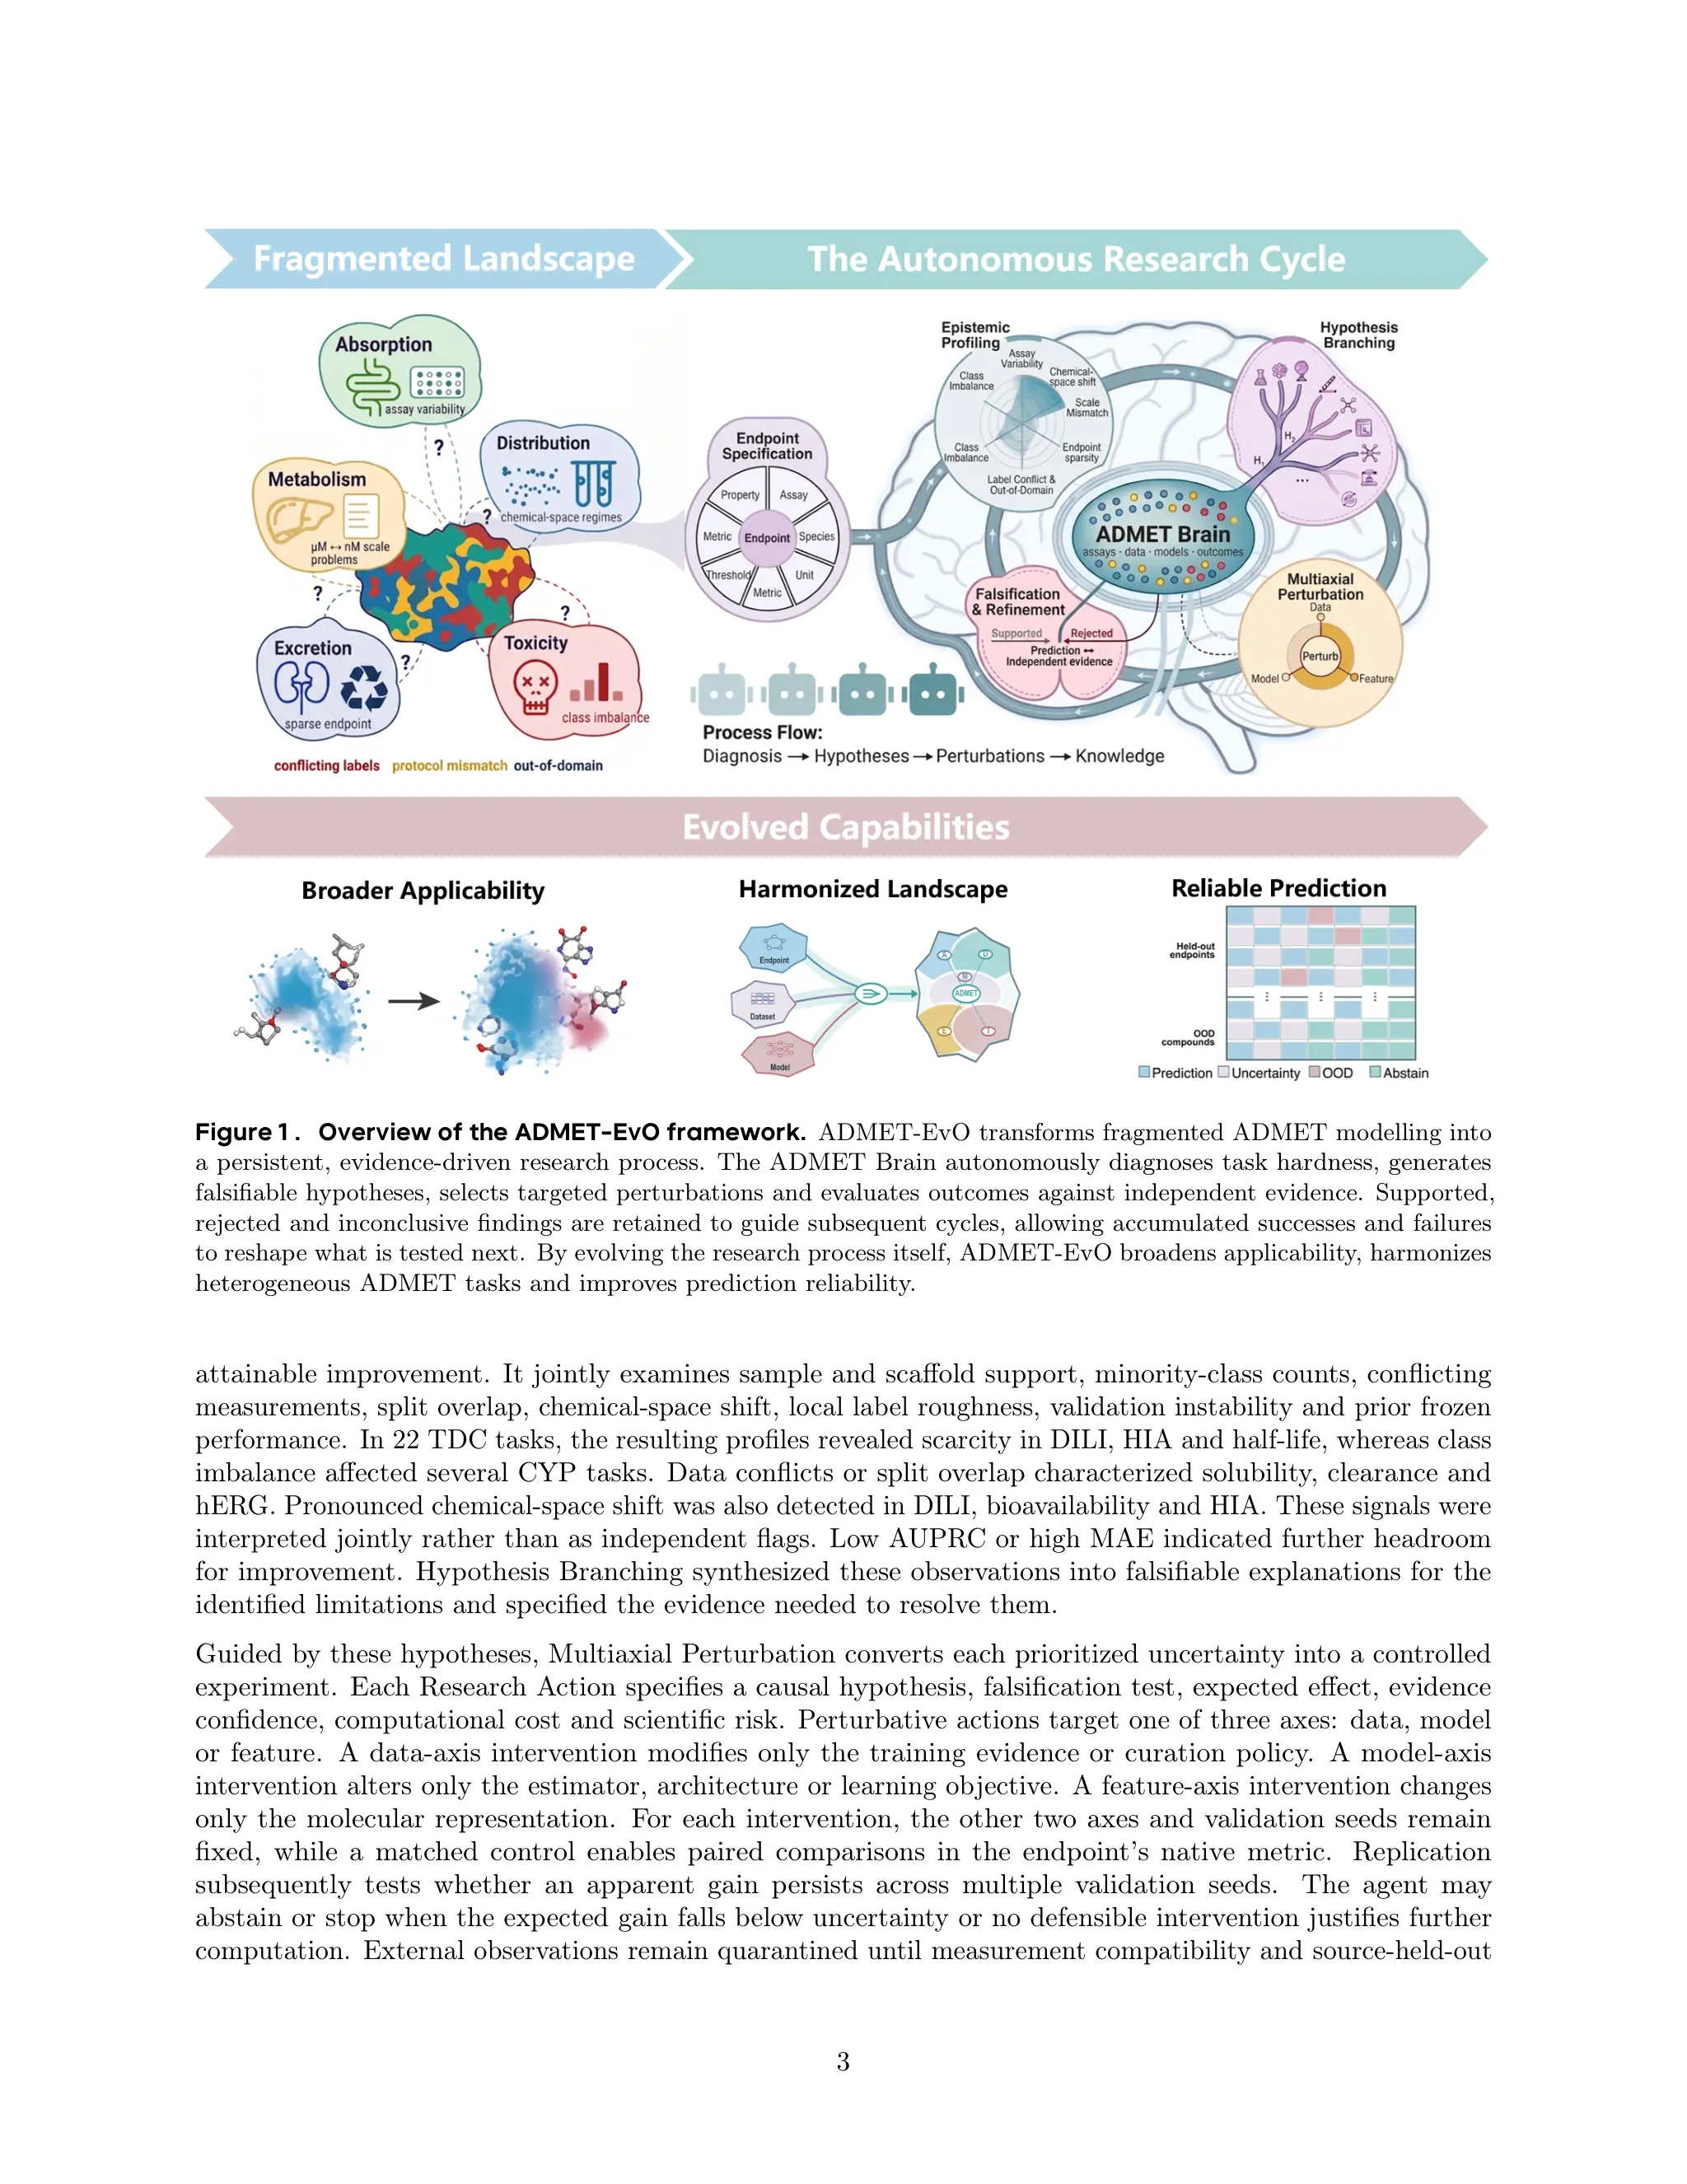 Fragmented Landscape
The Autonomous Research Cycle
Absorption
assay variability
?
Distribution
chemical-space regimes
?
Metabolism
µM ↔ nM scale
problems
?
Excretion
sparse endpoint
?
Toxicity
class imbalance
?
conflicting labels protocol mismatch out-of-domain
Endpoint
Specification
Property
Assay
Metric
Endpoint
Species
Threshold
Unit
Metric
Epistemic
Profiling
Assay
Variability
Class
Imbalance
Chemical-
space shift
Scale
Mismatch
Class
Imbalance
Endpoint
sparsity
Label Conflict &
Out-of-Domain
Hypothesis
Branching
H2
H1
...
ADMET Brain
assays · data · models · outcomes
Falsification
& Refinement
Supported
Rejected
Prediction ↔
Independent evidence
Multiaxial
Perturbation
Data
Perturb
Model
Feature
Process Flow:
Diagnosis → Hypotheses → Perturbations → Knowledge
Evolved Capabilities
Broader Applicability
Harmonized Landscape
Endpoint
Dataset
Model
A
M
ADMET
E
Reliable Prediction
Held-out
endpoints
OOD
compounds
Prediction Uncertainty OOD Abstain
Figure 1. Overview of the ADMET-EvO framework. ADMET-EvO transforms fragmented ADMET modelling into
a persistent, evidence-driven research process. The ADMET Brain autonomously diagnoses task hardness, generates
falsifiable hypotheses, selects targeted perturbations and evaluates outcomes against independent evidence. Supported,
rejected and inconclusive findings are retained to guide subsequent cycles, allowing accumulated successes and failures
to reshape what is tested next. By evolving the research process itself, ADMET-EvO broadens applicability, harmonizes
heterogeneous ADMET tasks and improves prediction reliability.
attainable improvement. It jointly examines sample and scaffold support, minority-class counts, conflicting
measurements, split overlap, chemical-space shift, local label roughness, validation instability and prior frozen
performance. In 22 TDC tasks, the resulting profiles revealed scarcity in DILI, HIA and half-life, whereas class
imbalance affected several CYP tasks. Data conflicts or split overlap characterized solubility, clearance and
hERG. Pronounced chemical-space shift was also detected in DILI, bioavailability and HIA. These signals were
interpreted jointly rather than as independent flags. Low AUPRC or high MAE indicated further headroom
for improvement. Hypothesis Branching synthesized these observations into falsifiable explanations for the
identified limitations and specified the evidence needed to resolve them.
Guided by these hypotheses, Multiaxial Perturbation converts each prioritized uncertainty into a controlled
experiment. Each Research Action specifies a causal hypothesis, falsification test, expected effect, evidence
confidence, computational cost and scientific risk. Perturbative actions target one of three axes: data, model
or feature. A data-axis intervention modifies only the training evidence or curation policy. A model-axis
intervention alters only the estimator, architecture or learning objective. A feature-axis intervention changes
only the molecular representation. For each intervention, the other two axes and validation seeds remain
fixed, while a matched control enables paired comparisons in the endpoint's native metric. Replication
subsequently tests whether an apparent gain persists across multiple validation seeds. The agent may
abstain or stop when the expected gain falls below uncertainty or no defensible intervention justifies further
computation. External observations remain quarantined until measurement compatibility and source-held-out
3